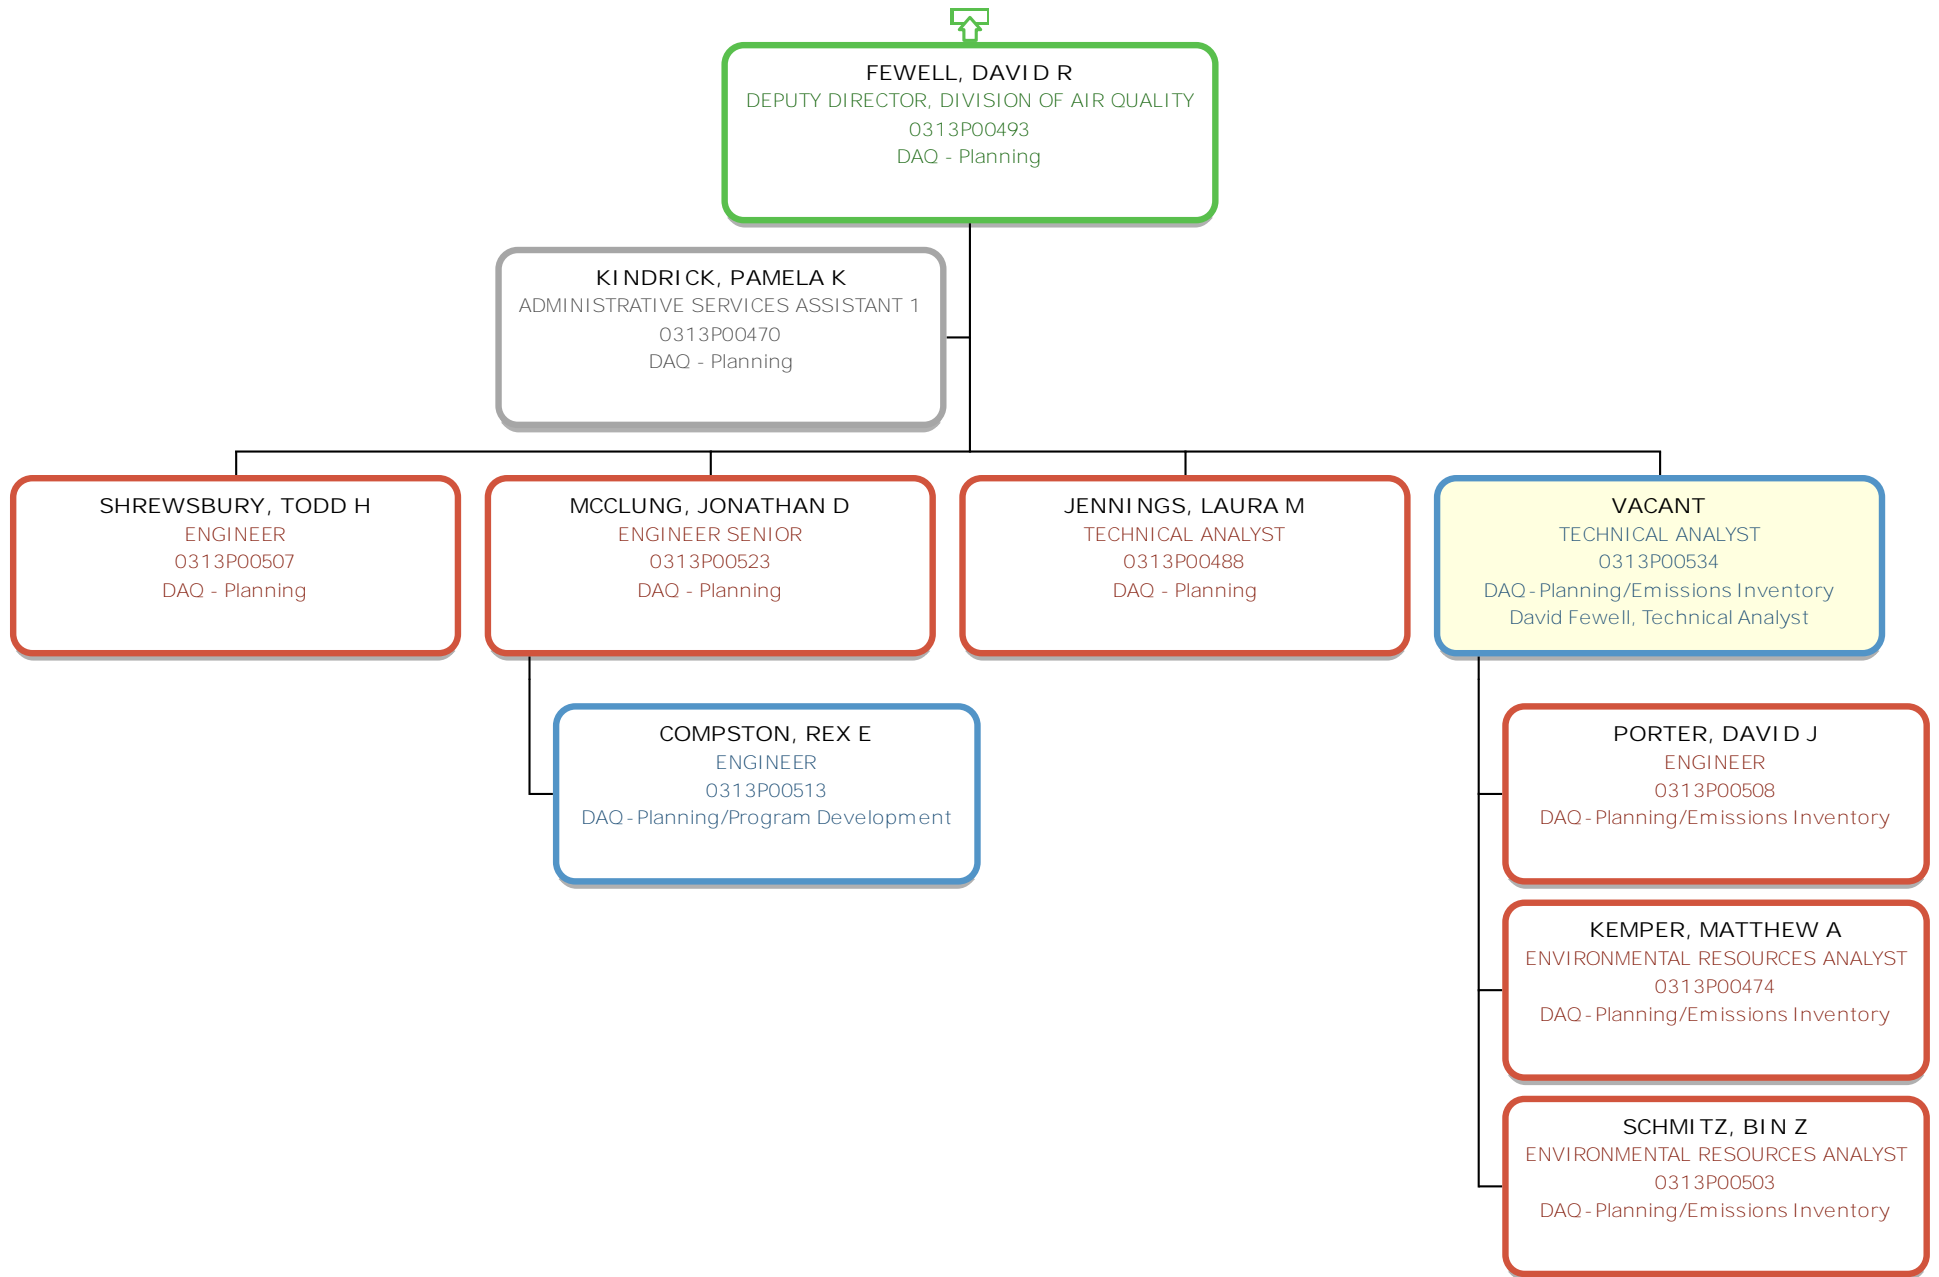 FEWELL, DAVID R
DEPUTY DIRECTOR, DIVISION OF AIR QUALITY
0313P00493
DAQ - Planning
KINDRICK, PAMELA K
ADMINISTRATIVE SERVICES ASSISTANT 1
0313P00470
DAQ - Planning
SHREWSBURY, TODD H
ENGINEER
0313P00507
DAQ - Planning
MCCLUNG, JONATHAN D
ENGINEER SENIOR
0313P00523
DAQ - Planning
JENNINGS, LAURA M
TECHNICAL ANALYST
0313P00488
DAQ - Planning
VACANT
TECHNICAL ANALYST
0313P00534
DAQ-Planning/Emissions Inventory
David Fewell, Technical Analyst
COMPSTON, REX E
ENGINEER
0313P00513
DAQ-Planning/Program Development
PORTER, DAVID J
ENGINEER
0313P00508
DAQ-Planning/Emissions Inventory
KEMPER, MATTHEW A
ENVIRONMENTAL RESOURCES ANALYST
0313P00474
DAQ-Planning/Emissions Inventory
SCHMITZ, BIN Z
ENVIRONMENTAL RESOURCES ANALYST
0313P00503
DAQ-Planning/Emissions Inventory